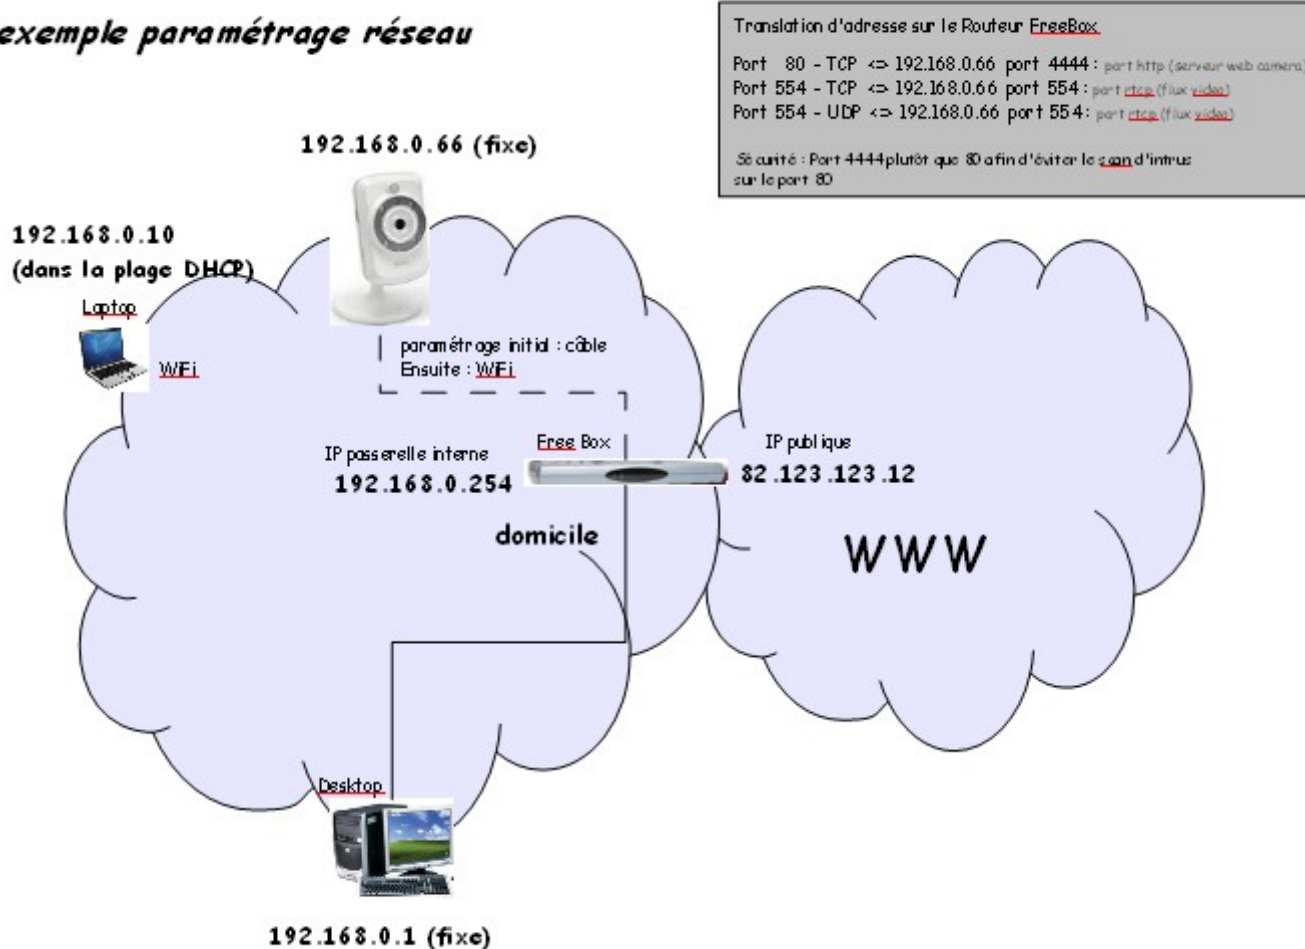 exemple paramétrage réseau
Translation d'adresse sur le Routeur FreeBox
Port 80 - TCP <=> 192.168.0.66 port 4444 : port http (serveur web camera)
Port 554 - TCP <=> 192.168.0.66 port 554 : port rtcp (flux video)
Port 554 - UDP <=> 192.168.0.66 port 554 : port rtcp (flux video)
Sécurité : Port 4444 plutôt que 80 afin d'éviter le scan d'intrus
sur le port 80
192.168.0.66 (fixe)
192.168.0.10
(dans la plage DHCP)
Laptop
WiFi
paramétrage initial : câble
Ensuite : WiFi
Free Box
IP passerelle interne
192.168.0.254
IP publique
82.123.123.12
domicile
WWW
Desktop
192.168.0.1 (fixe)